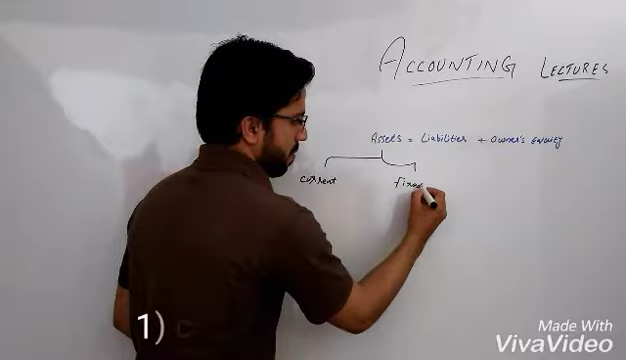 ACCOUNTING LECTURES
Assets = Liabilities + Owner's Equity
current fixed
1) C
Made With
VivaVideo